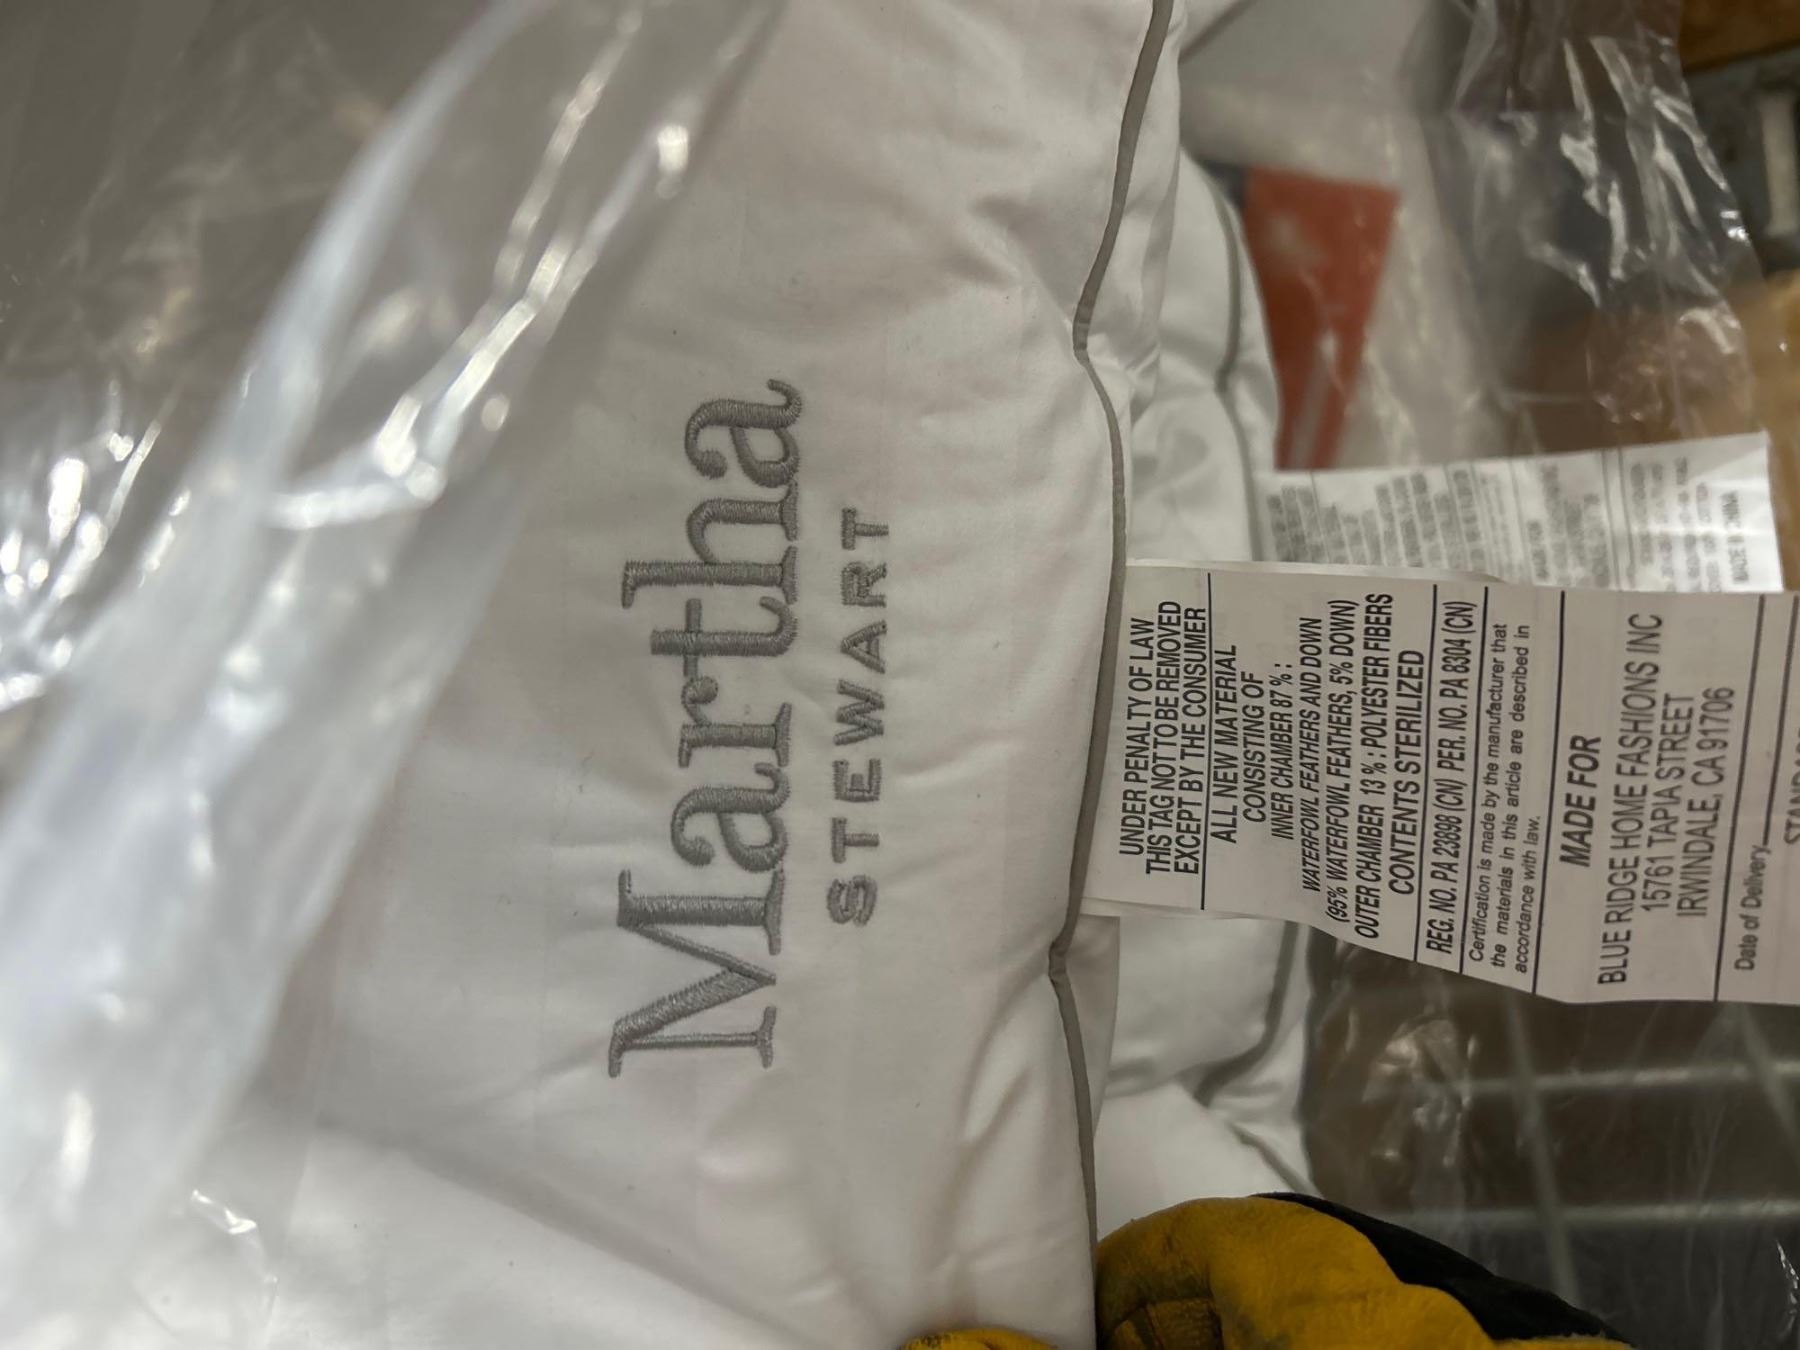 Martha
STEWART
UNDER PENALTY OF LAW
THIS TAG NOT TO BE REMOVED
EXCEPT BY THE CONSUMER
ALL NEW MATERIAL
CONSISTING OF
INNER CHAMBER 87 % :
WATERFOWL FEATHERS AND DOWN
(95% WATERFOWL FEATHERS, 5% DOWN)
OUTER CHAMBER 13 % : POLYESTER FIBERS
CONTENTS STERILIZED
REG. NO. PA 23898 (CN) PER. NO. PA 8304 (CN)
Certification is made by the manufacturer that
the materials in this article are described in
accordance with law.
MADE FOR
BLUE RIDGE HOME FASHIONS INC
15761 TAPIA STREET
IRWINDALE, CA 91706
Date of Delivery
MADE IN CHINA